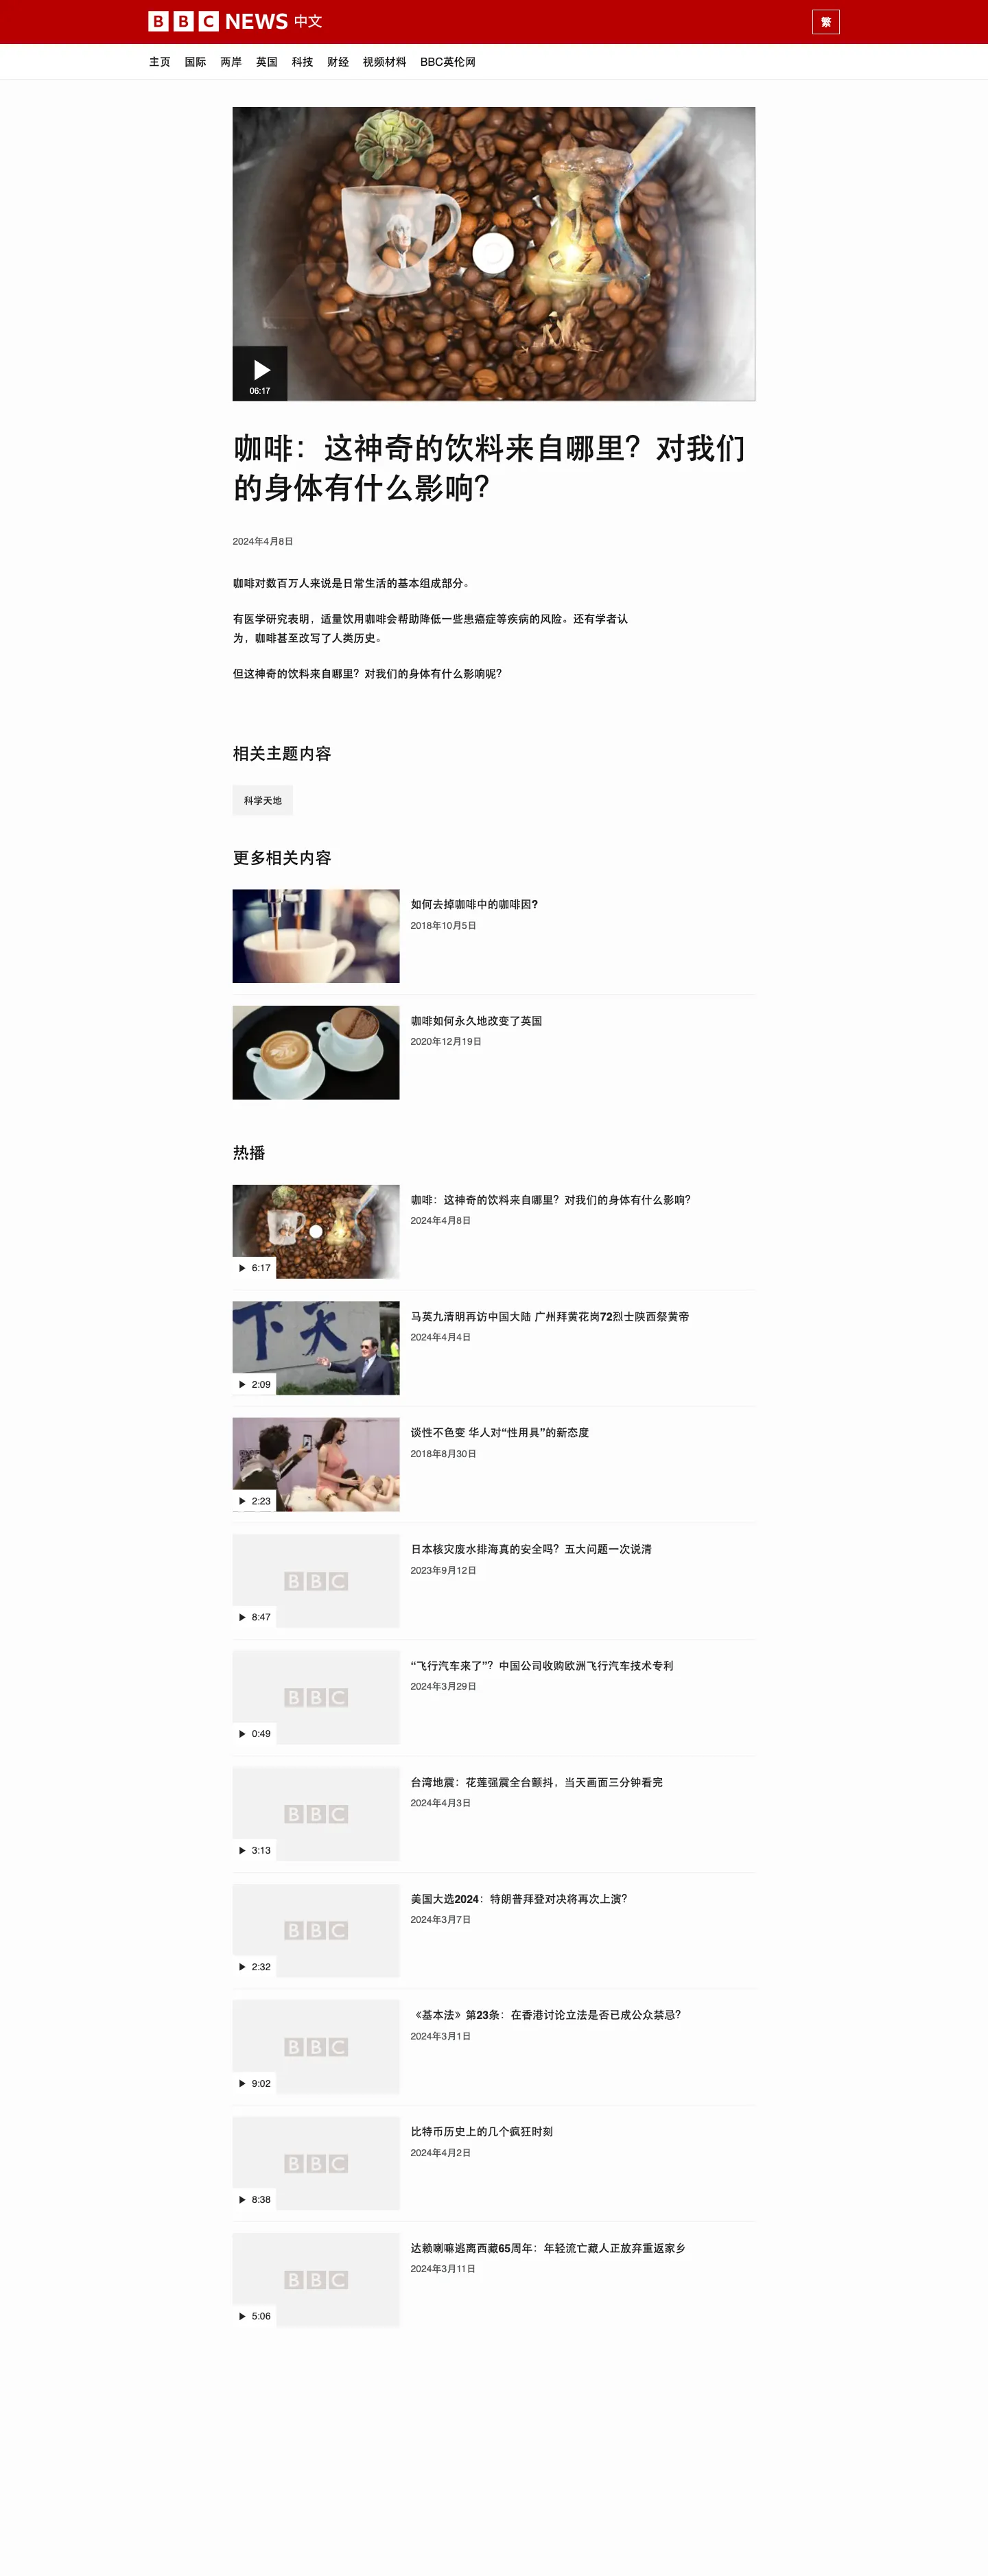 BBC NEWS 中文
繁
主页 国际 两岸 英国 科技 财经 视频材料 BBC英伦网
06:17
咖啡：这神奇的饮料来自哪里？对我们
的身体有什么影响？
2024年4月8日
咖啡对数百万人来说是日常生活的基本组成部分。
有医学研究表明，适量饮用咖啡会帮助降低一些患癌症等疾病的风险。还有学者认
为，咖啡甚至改写了人类历史。
但这神奇的饮料来自哪里？对我们的身体有什么影响呢？
相关主题内容
科学天地
更多相关内容
如何去掉咖啡中的咖啡因?
2018年10月5日
咖啡如何永久地改变了英国
2020年12月19日
热播
咖啡：这神奇的饮料来自哪里？对我们的身体有什么影响？
2024年4月8日
6:17
下 天
马英九清明再访中国大陆 广州拜黄花岗72烈士陕西祭黄帝
2024年4月4日
2:09
谈性不色变 华人对“性用具”的新态度
2018年8月30日
2:23
日本核灾废水排海真的安全吗？五大问题一次说清
2023年9月12日
BBC
8:47
“飞行汽车来了”？中国公司收购欧洲飞行汽车技术专利
2024年3月29日
BBC
0:49
台湾地震：花莲强震全台颤抖，当天画面三分钟看完
2024年4月3日
BBC
3:13
美国大选2024：特朗普拜登对决将再次上演？
2024年3月7日
BBC
2:32
《基本法》第23条：在香港讨论立法是否已成公众禁忌？
2024年3月1日
BBC
9:02
比特币历史上的几个疯狂时刻
2024年4月2日
BBC
8:38
达赖喇嘛逃离西藏65周年：年轻流亡藏人正放弃重返家乡
2024年3月11日
BBC
5:06